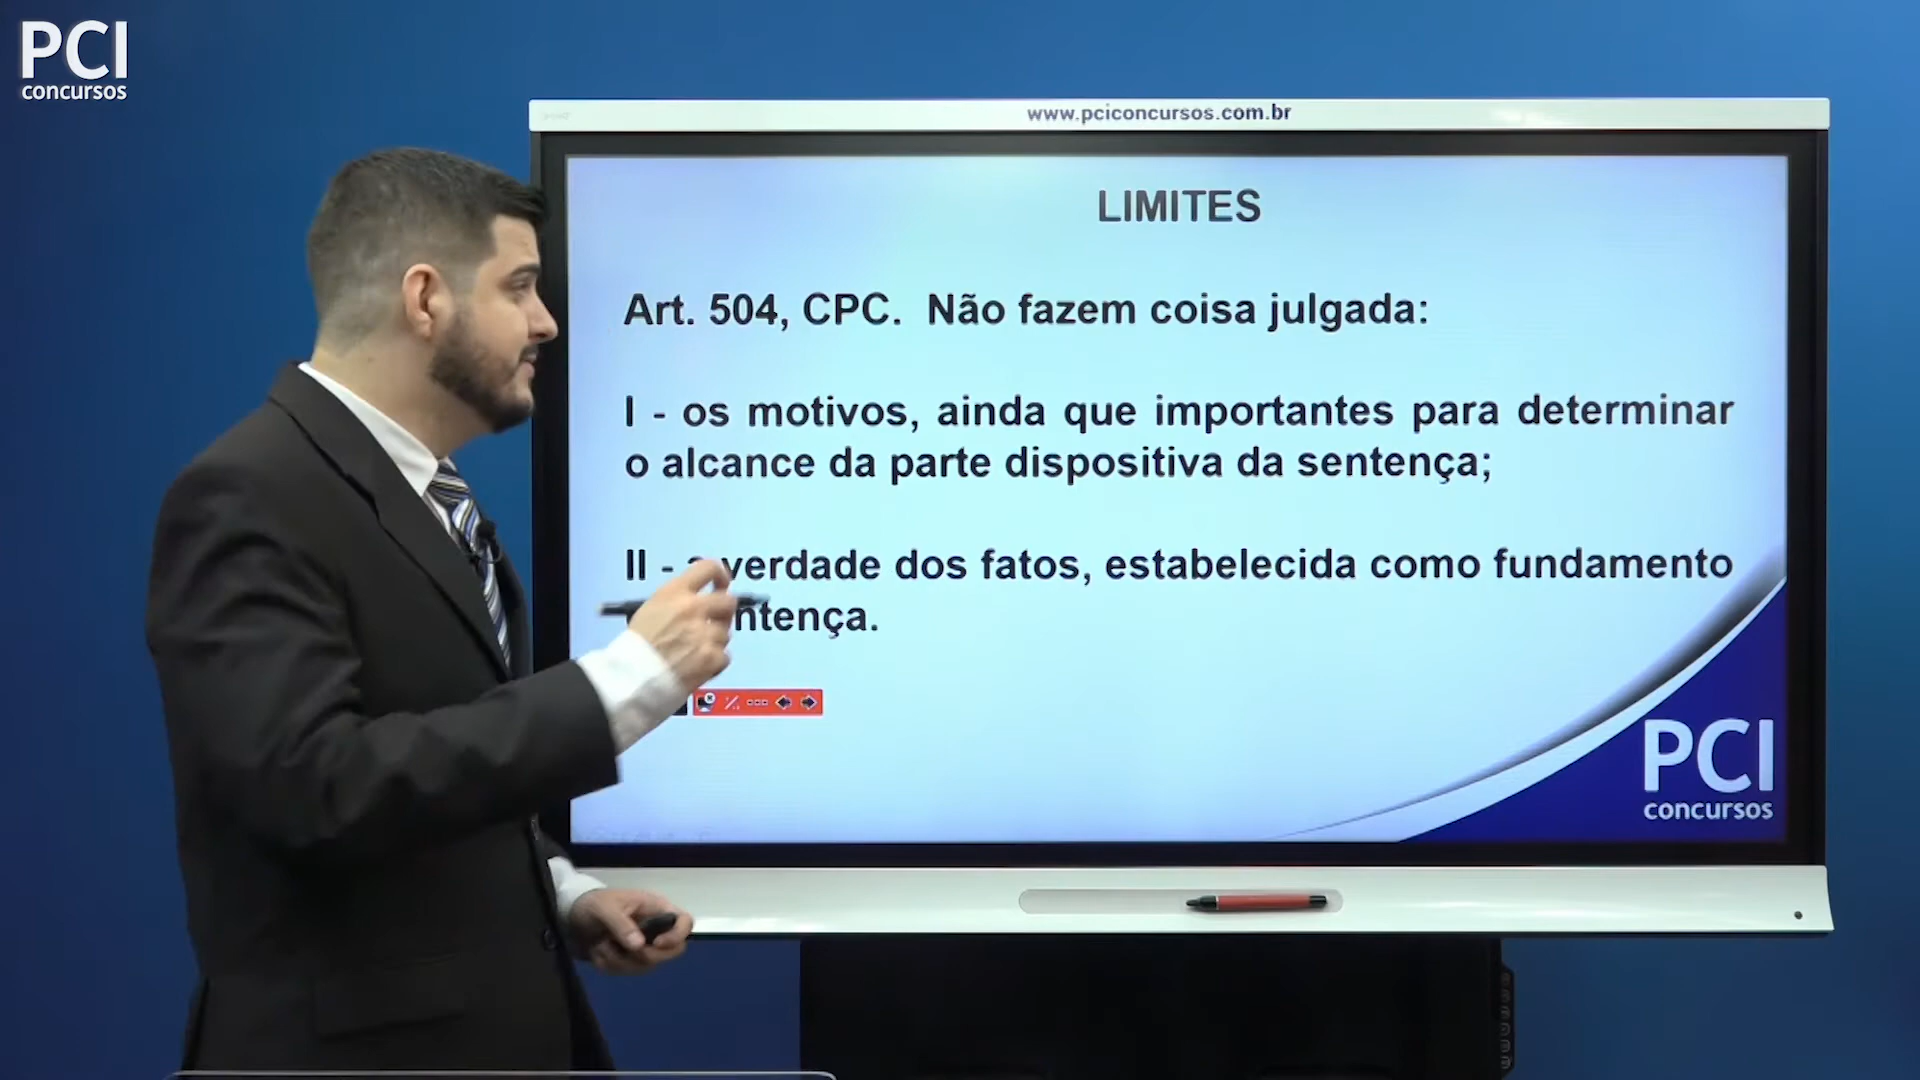 PCI
concursos
www.pciconcursos.com.br
LIMITES
Art. 504, CPC. Não fazem coisa julgada:
I - os motivos, ainda que importantes para determinar
o alcance da parte dispositiva da sentença;
II - a verdade dos fatos, estabelecida como fundamento
ntença.
PCI
concursos